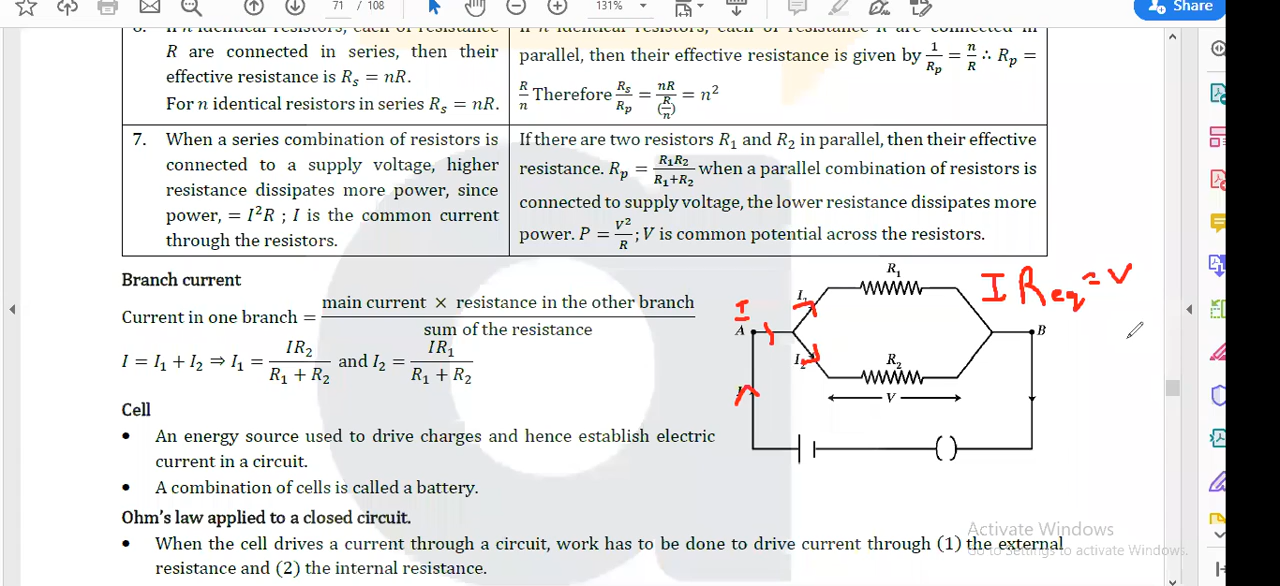 71 / 108
131%
Share
R are connected in series, then their
effective resistance is Rₛ = nR.
For n identical resistors in series Rₛ = nR.
parallel, then their effective resistance is given by 1/Rₚ = n/R ∴ Rₚ =
R/n Therefore Rₛ/Rₚ = nR/(R/n) = n²
7. When a series combination of resistors is
connected to a supply voltage, higher
resistance dissipates more power, since
power, = I²R ; I is the common current
through the resistors.
If there are two resistors R₁ and R₂ in parallel, then their effective
resistance. Rₚ = R₁R₂/R₁+R₂ when a parallel combination of resistors is
connected to supply voltage, the lower resistance dissipates more
power. P = V²/R ; V is common potential across the resistors.
Branch current
Current in one branch = main current × resistance in the other branch / sum of the resistance
I = I₁ + I₂ ⇒ I₁ = IR₂/R₁ + R₂ and I₂ = IR₁/R₁ + R₂
R₁
I Req = V
I
A
B
I₂
R₂
V
Cell
• An energy source used to drive charges and hence establish electric
current in a circuit.
• A combination of cells is called a battery.
Ohm's law applied to a closed circuit.
• When the cell drives a current through a circuit, work has to be done to drive current through (1) the external
resistance and (2) the internal resistance.
Activate Windows
Go to Settings to activate Windows.